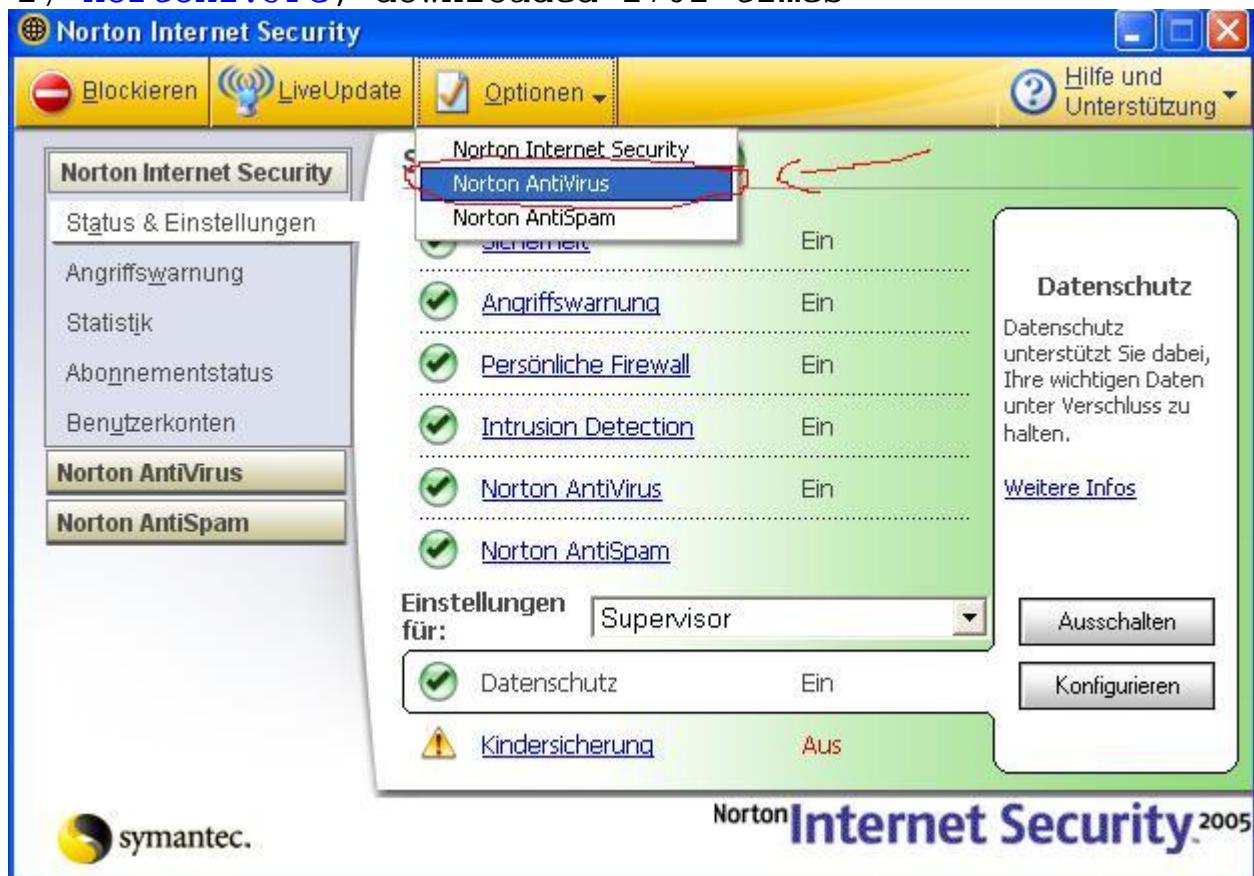 Norton Internet Security
Blockieren LiveUpdate Optionen Hilfe und Unterstützung
Norton Internet Security
Norton AntiVirus
Norton AntiSpam
Norton Internet Security
Status & Einstellungen
Angriffswarnung
Statistik
Abonnementstatus
Benutzerkonten
Norton AntiVirus
Norton AntiSpam
Sicherheit Ein
Angriffswarnung Ein
Persönliche Firewall Ein
Intrusion Detection Ein
Norton AntiVirus Ein
Norton AntiSpam
Einstellungen für: Supervisor
Datenschutz Ein
Kindersicherung Aus
Datenschutz
Datenschutz
unterstützt Sie dabei,
Ihre wichtigen Daten
unter Verschluss zu
halten.
Weitere Infos
Ausschalten
Konfigurieren
symantec.
Norton Internet Security 2005